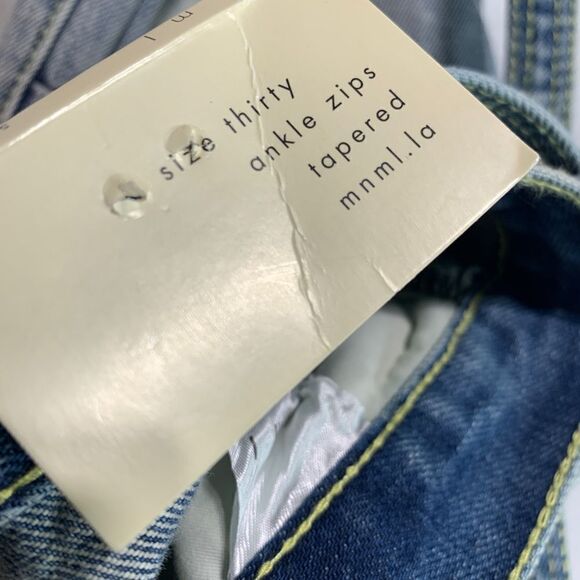 size thirty
ankle zips
tapered
mnml.la